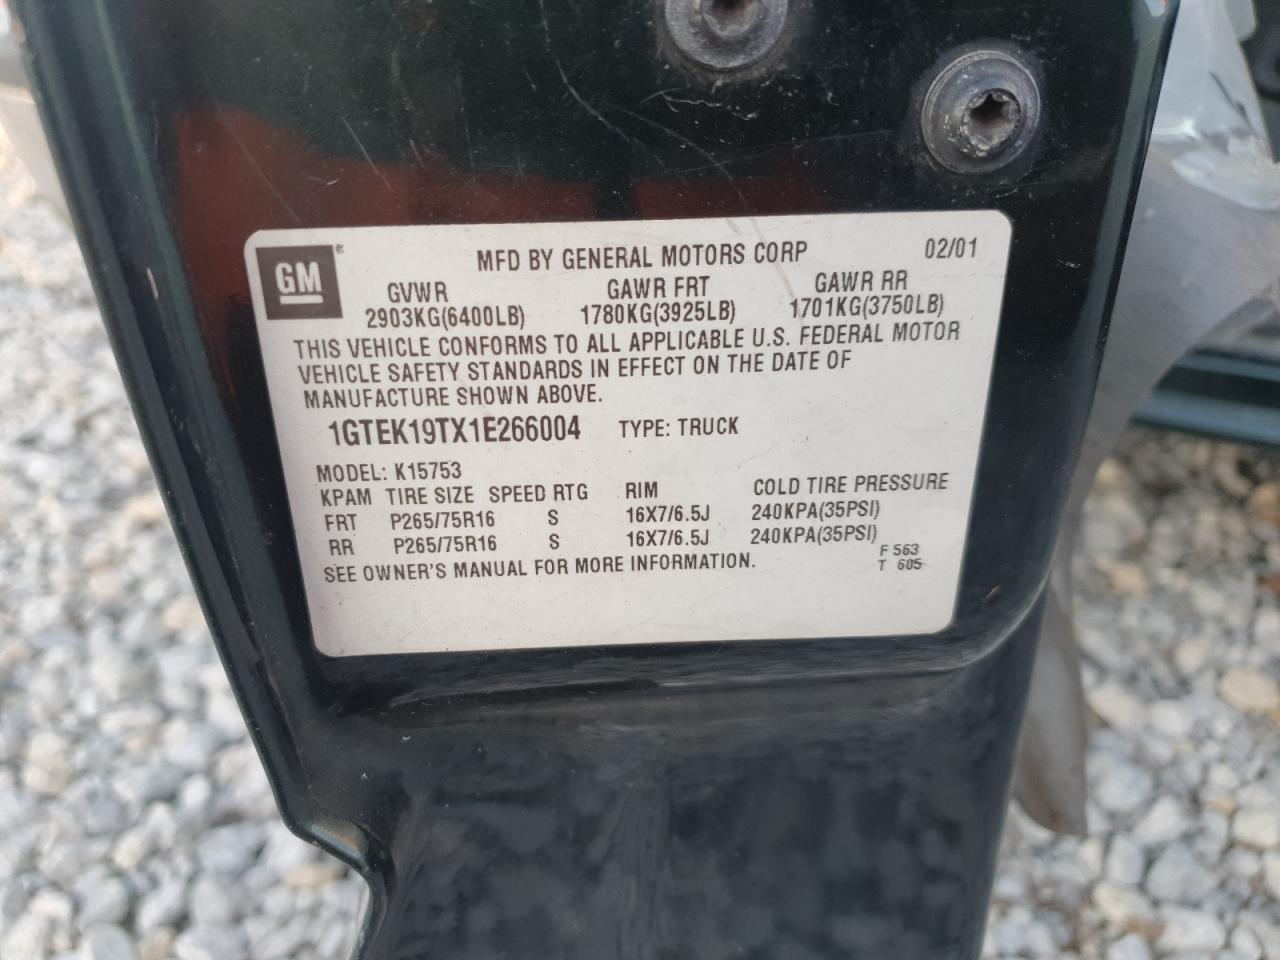 GM ®
MFD BY GENERAL MOTORS CORP 02/01
GVWR GAWR FRT GAWR RR
2903KG(6400LB) 1780KG(3925LB) 1701KG(3750LB)
THIS VEHICLE CONFORMS TO ALL APPLICABLE U.S. FEDERAL MOTOR
VEHICLE SAFETY STANDARDS IN EFFECT ON THE DATE OF
MANUFACTURE SHOWN ABOVE.
1GTEK19TX1E266004 TYPE: TRUCK
MODEL: K15753
KPAM TIRE SIZE SPEED RTG RIM COLD TIRE PRESSURE
FRT P265/75R16 S 16X7/6.5J 240KPA(35PSI)
RR P265/75R16 S 16X7/6.5J 240KPA(35PSI)
SEE OWNER'S MANUAL FOR MORE INFORMATION.
F 563
T 605